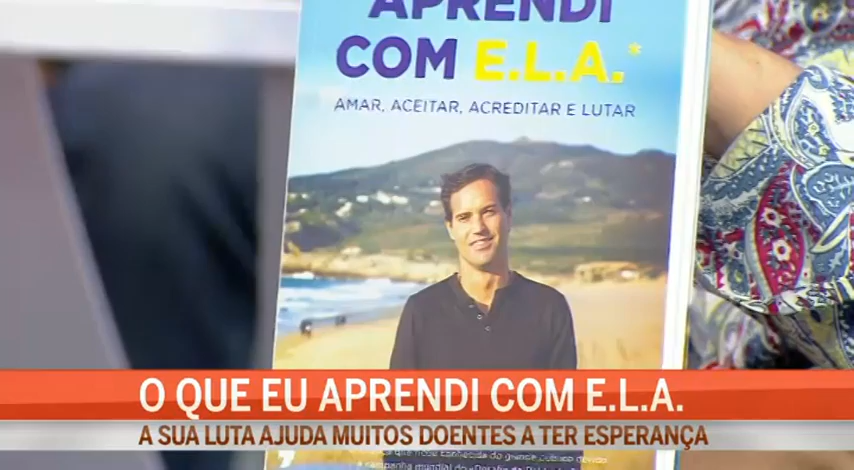 APRENDI
COM E.L.A.*
AMAR, ACEITAR, ACREDITAR E LUTAR
O QUE EU APRENDI COM E.L.A.
A SUA LUTA AJUDA MUITOS DOENTES A TER ESPERANÇA